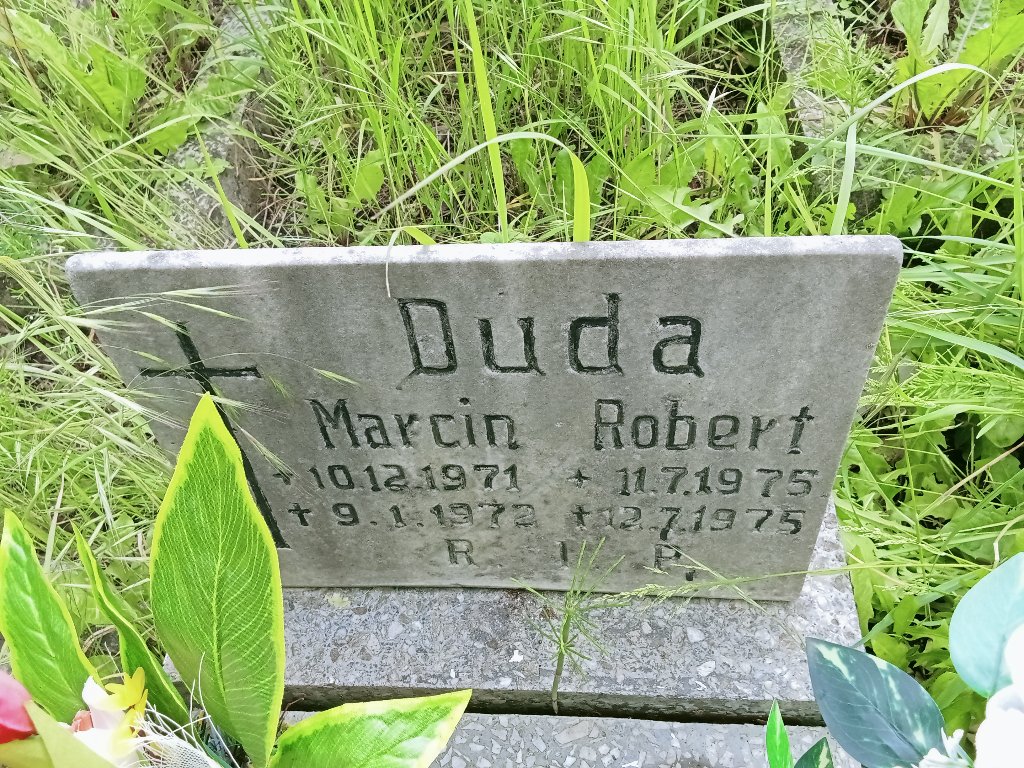 Duda
Marcin Robert
+ 10.12.1971 + 11.7.1975
+ 9.1.1972 + 12.7.1975
R I P,